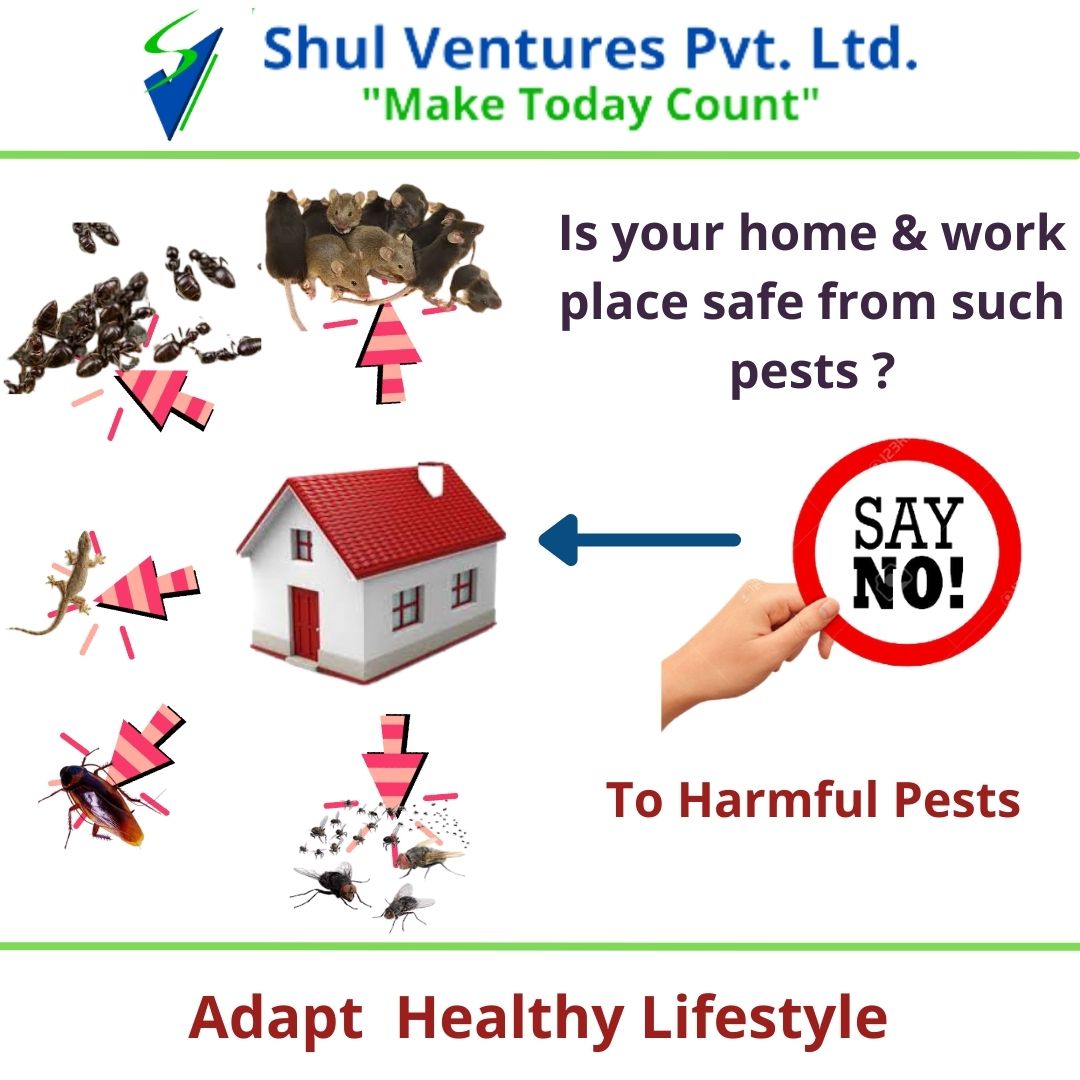 Shul Ventures Pvt. Ltd.
"Make Today Count"
Is your home & work
place safe from such
pests ?
SAY
NO!
To Harmful Pests
Adapt Healthy Lifestyle